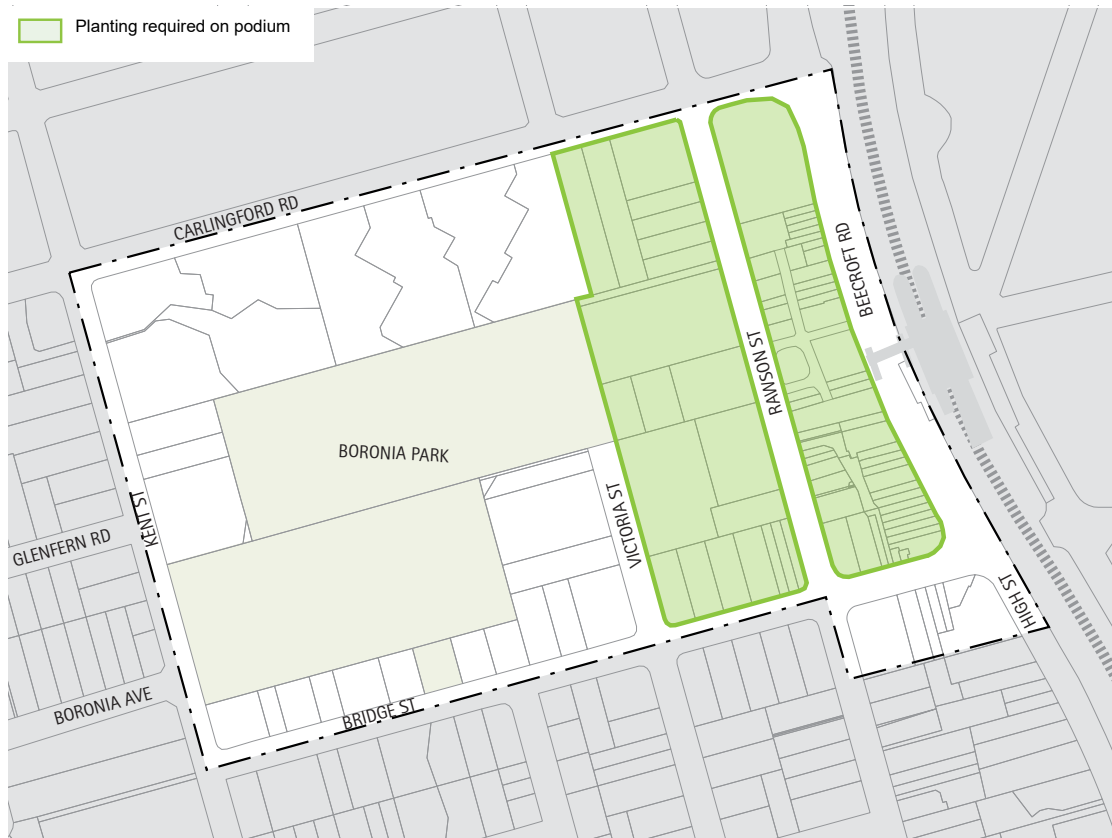 Planting required on podium
CARLINGFORD RD
BEECROFT RD
RAWSON ST
BORONIA PARK
KENT ST
VICTORIA ST
GLENFERN RD
HIGH ST
BORONIA AVE
BRIDGE ST